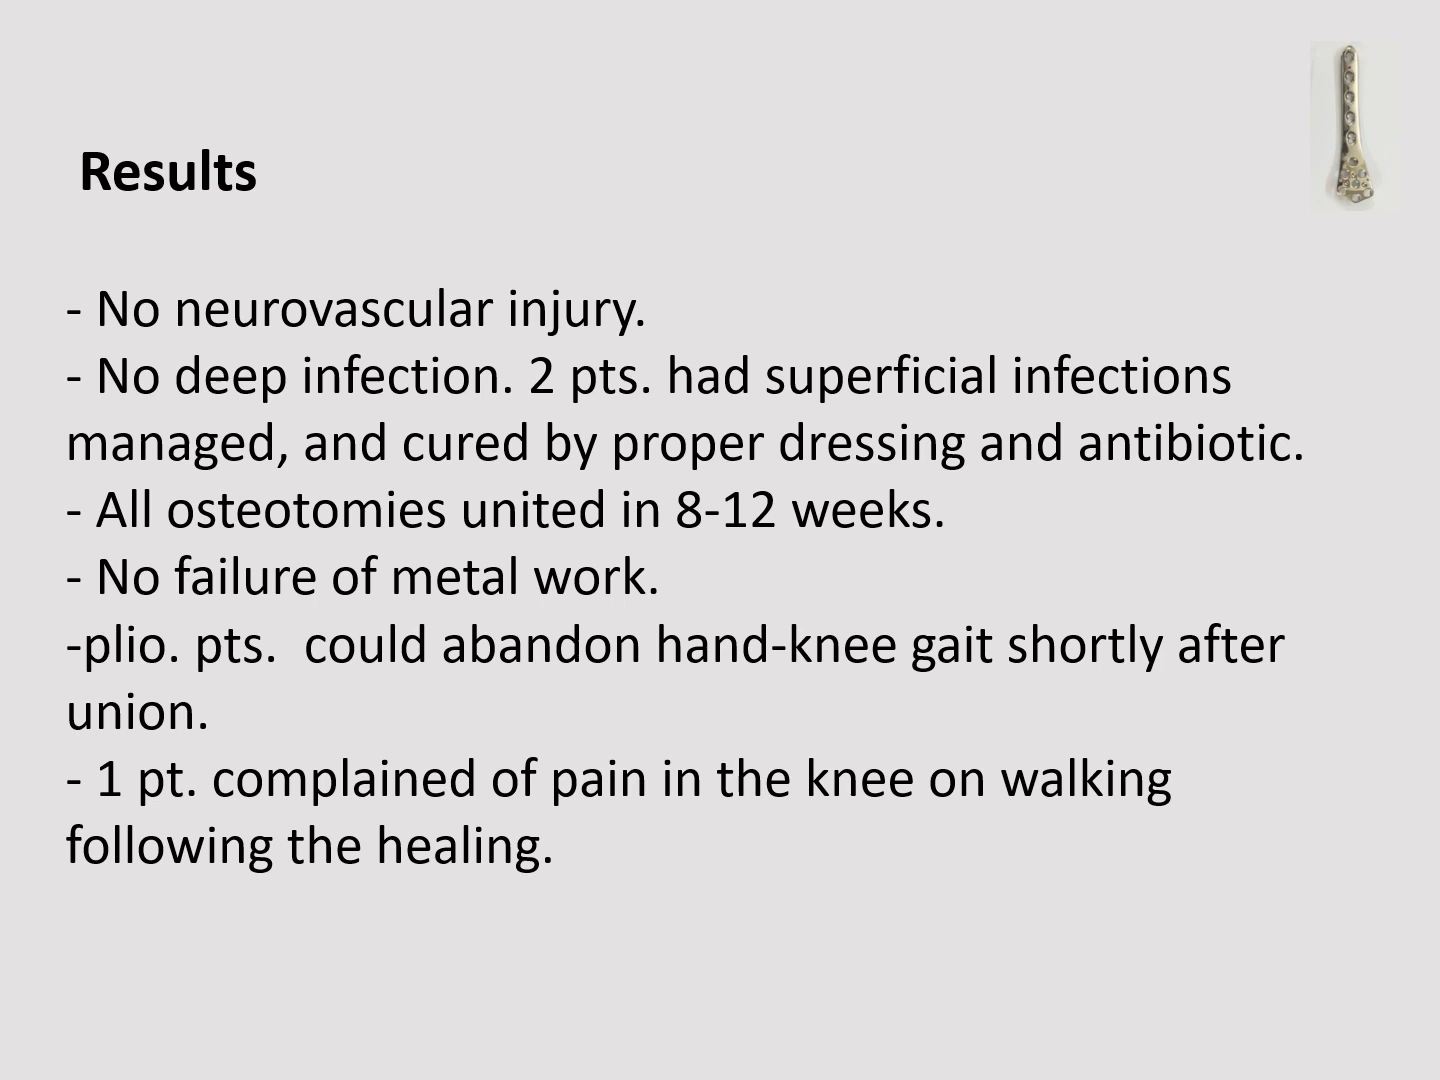 Results
- No neurovascular injury.
- No deep infection. 2 pts. had superficial infections
managed, and cured by proper dressing and antibiotic.
- All osteotomies united in 8-12 weeks.
- No failure of metal work.
-plio. pts.  could abandon hand-knee gait shortly after
union.
- 1 pt. complained of pain in the knee on walking
following the healing.